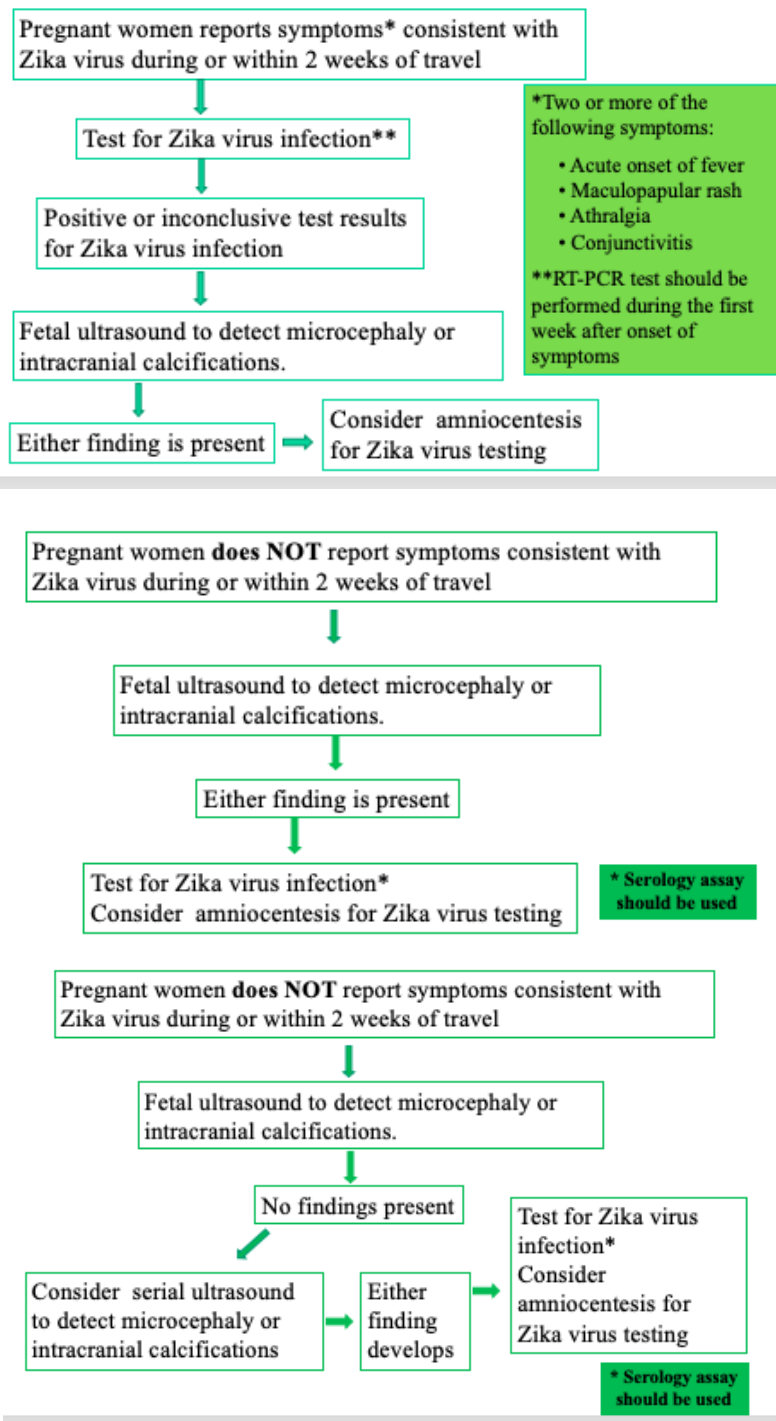 Pregnant women reports symptoms* consistent with
Zika virus during or within 2 weeks of travel
Test for Zika virus infection**
Positive or inconclusive test results
for Zika virus infection
Fetal ultrasound to detect microcephaly or
intracranial calcifications.
Either finding is present
Consider amniocentesis
for Zika virus testing
*Two or more of the
following symptoms:
• Acute onset of fever
• Maculopapular rash
• Athralgia
• Conjunctivitis
**RT-PCR test should be
performed during the first
week after onset of
symptoms
Pregnant women does NOT report symptoms consistent with
Zika virus during or within 2 weeks of travel
Fetal ultrasound to detect microcephaly or
intracranial calcifications.
Either finding is present
Test for Zika virus infection*
Consider amniocentesis for Zika virus testing
* Serology assay
should be used
Pregnant women does NOT report symptoms consistent with
Zika virus during or within 2 weeks of travel
Fetal ultrasound to detect microcephaly or
intracranial calcifications.
No findings present
Consider serial ultrasound
to detect microcephaly or
intracranial calcifications
Either
finding
develops
Test for Zika virus
infection*
Consider
amniocentesis for
Zika virus testing
* Serology assay
should be used